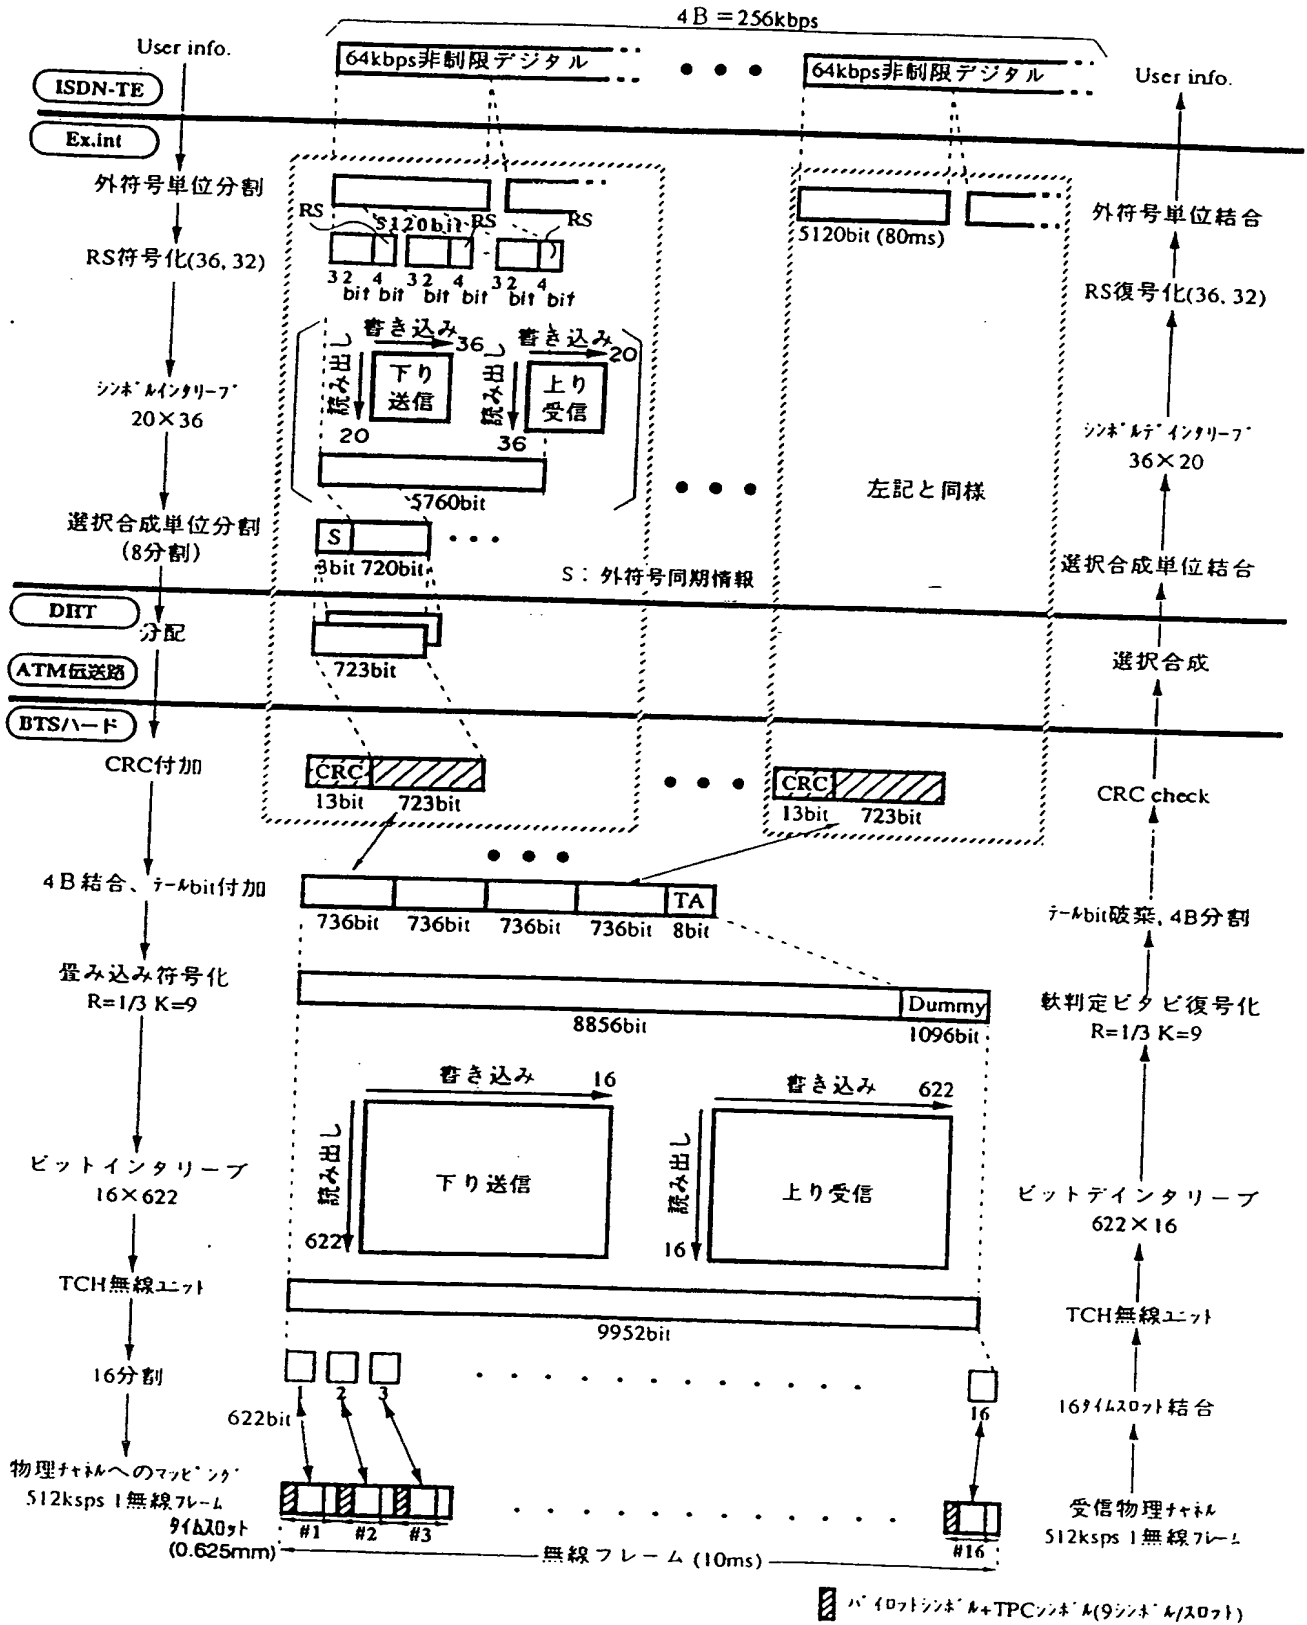 4B=256kbps
User info.
64kbps非制限デジタル
64kbps非制限デジタル
User info.
ISDN-TE
Ex.int
外符号単位分割
RS
5120bit
RS
RS
5120bit (80ms)
外符号単位結合
RS符号化(36, 32)
32bit
4bit
32bit
4bit
32bit
4bit
RS復号化(36, 32)
書き込み
36
読み出し
下り送信
20
書き込み
20
読み出し
上り受信
36
シンボルインタリーブ
20×36
シンボルデインタリーブ
36×20
5760bit
左記と同様
選択合成単位分割
(8分割)
S
3bit
720bit
S: 外符号同期情報
選択合成単位結合
DHT
分配
723bit
選択合成
ATM伝送路
BTSハード
CRC付加
CRC
13bit
723bit
CRC
13bit
723bit
CRC check
4B結合、テールbit付加
TA
736bit
736bit
736bit
736bit
8bit
テールbit破棄, 4B分割
畳み込み符号化
R=1/3 K=9
Dummy
8856bit
1096bit
軟判定ビタビ復号化
R=1/3 K=9
書き込み
16
読み出し
下り送信
622
書き込み
622
読み出し
上り受信
16
ビットインタリーブ
16×622
ビットデインタリーブ
622×16
TCH無線ユニット
9952bit
TCH無線ユニット
16分割
1
2
3
16
622bit
16タイムスロット結合
物理チャネルへのマッピング
512ksps 1無線フレーム
#1
#2
#3
#16
タイムスロット
(0.625mm)
無線フレーム (10ms)
受信物理チャネル
512ksps 1無線フレーム
パイロットシンボル+TPCシンボル(9シンボル/スロット)